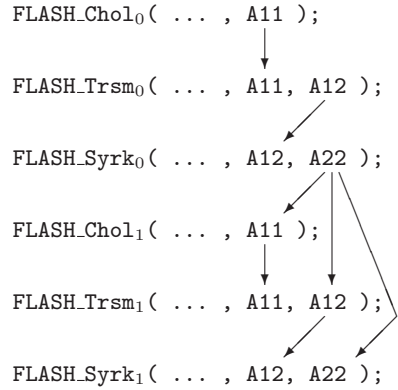 FLASH_Chol₀( ... , A11 );
FLASH_Trsm₀( ... , A11, A12 );
FLASH_Syrk₀( ... , A12, A22 );
FLASH_Chol₁( ... , A11 );
FLASH_Trsm₁( ... , A11, A12 );
FLASH_Syrk₁( ... , A12, A22 );